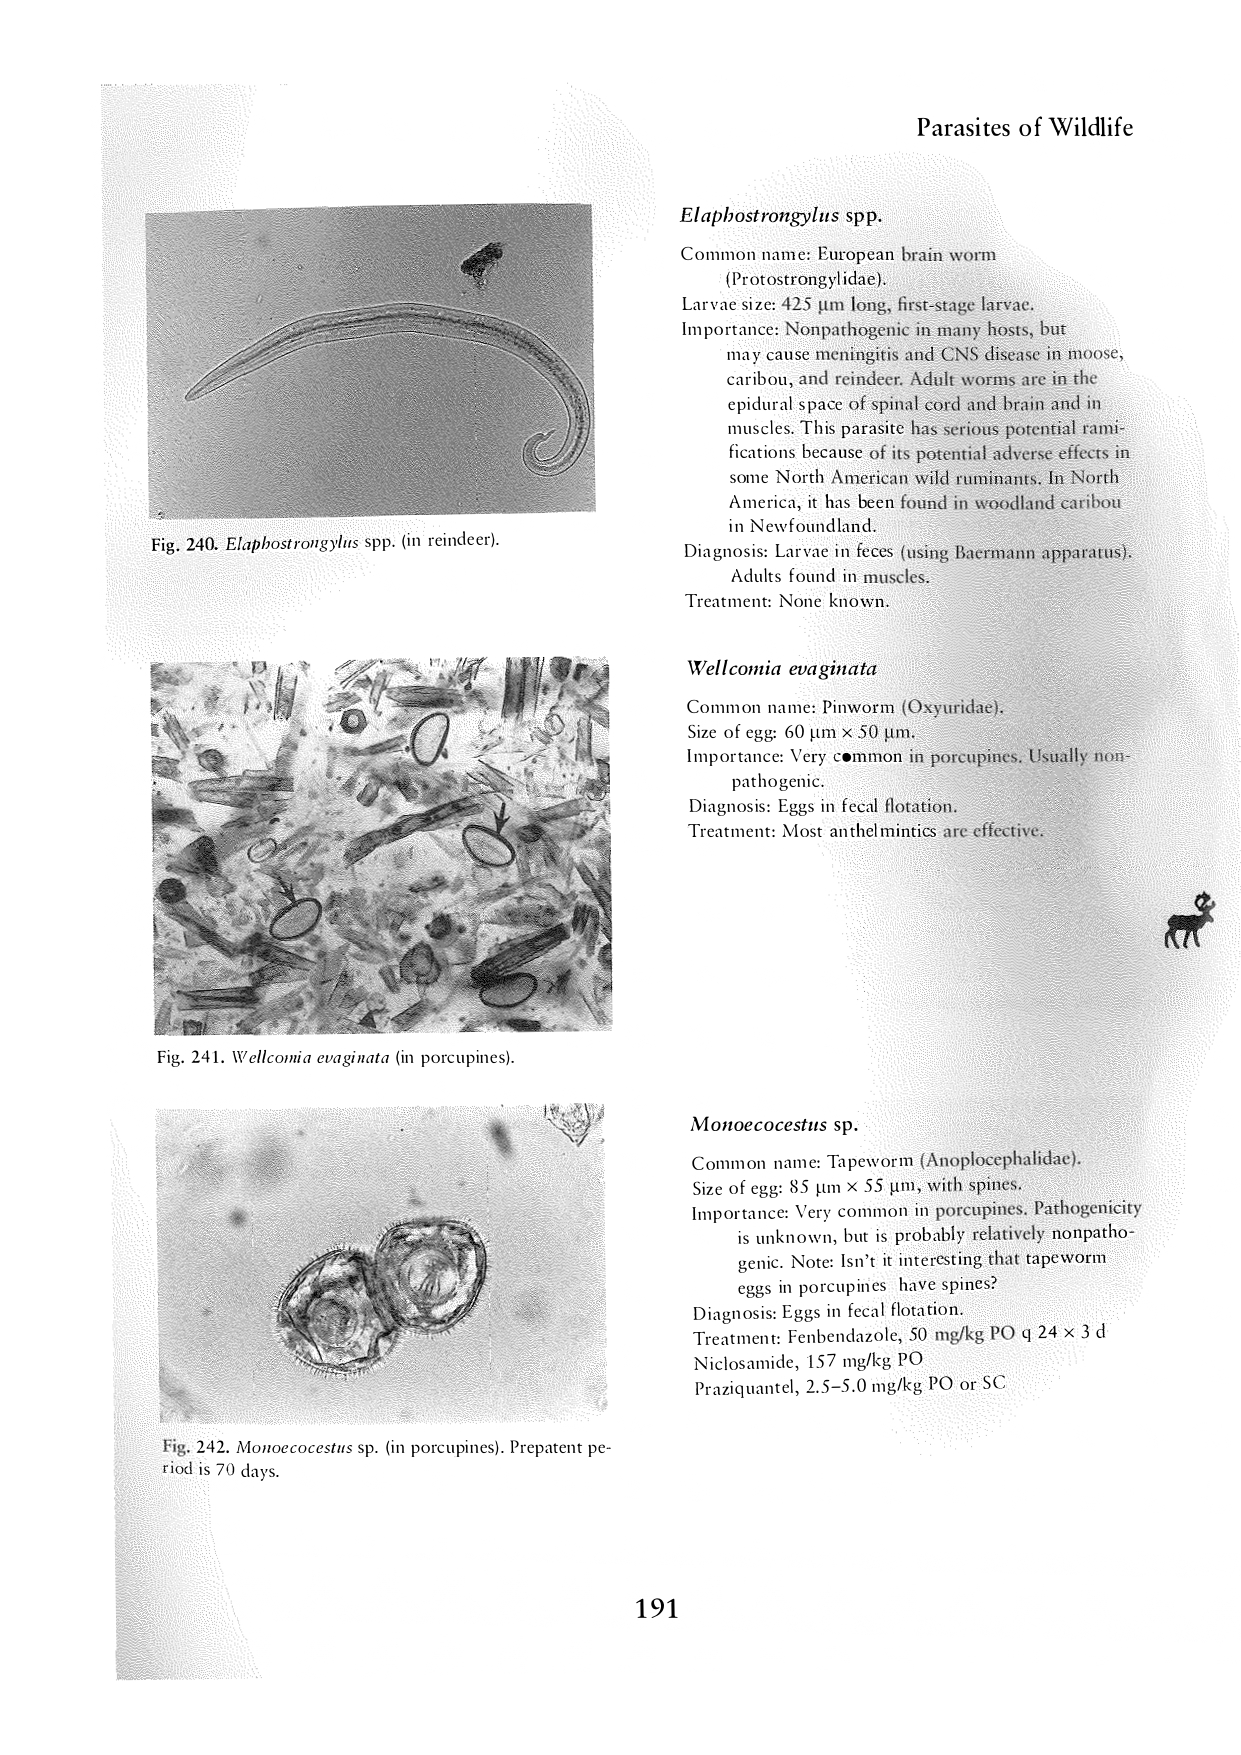 Parasites of Wildlife
Elaphostrongylus spp.
Common name: European brain worm
(Protostrongylidae).
Larvae size: 425 µm long, first-stage larvae.
Importance: Nonpathogenic in many hosts, but
may cause meningitis and CNS disease in moose,
caribou, and reindeer. Adult worms are in the
epidural space of spinal cord and brain and in
muscles. This parasite has serious potential rami-
fications because of its potential adverse effects in
some North American wild ruminants. In North
America, it has been found in woodland caribou
in Newfoundland.
Diagnosis: Larvae in feces (using Baermann apparatus).
Adults found in muscles.
Treatment: None known.
Fig. 240. Elaphostrongylus spp. (in reindeer).
Wellcomia evaginata
Common name: Pinworm (Oxyuridae).
Size of egg: 60 µm × 50 µm.
Importance: Very common in porcupines. Usually non-
pathogenic.
Diagnosis: Eggs in fecal flotation.
Treatment: Most anthelmintics are effective.
Fig. 241. Wellcomia evaginata (in porcupines).
Monoecocestus sp.
Common name: Tapeworm (Anoplocephalidae).
Size of egg: 85 µm × 55 µm, with spines.
Importance: Very common in porcupines. Pathogenicity
is unknown, but is probably relatively nonpatho-
genic. Note: Isn't it interesting that tapeworm
eggs in porcupines have spines?
Diagnosis: Eggs in fecal flotation.
Treatment: Fenbendazole, 50 mg/kg PO q 24 × 3 d
Niclosamide, 157 mg/kg PO
Praziquantel, 2.5–5.0 mg/kg PO or SC
Fig. 242. Monoecocestus sp. (in porcupines). Prepatent pe-
riod is 70 days.
191